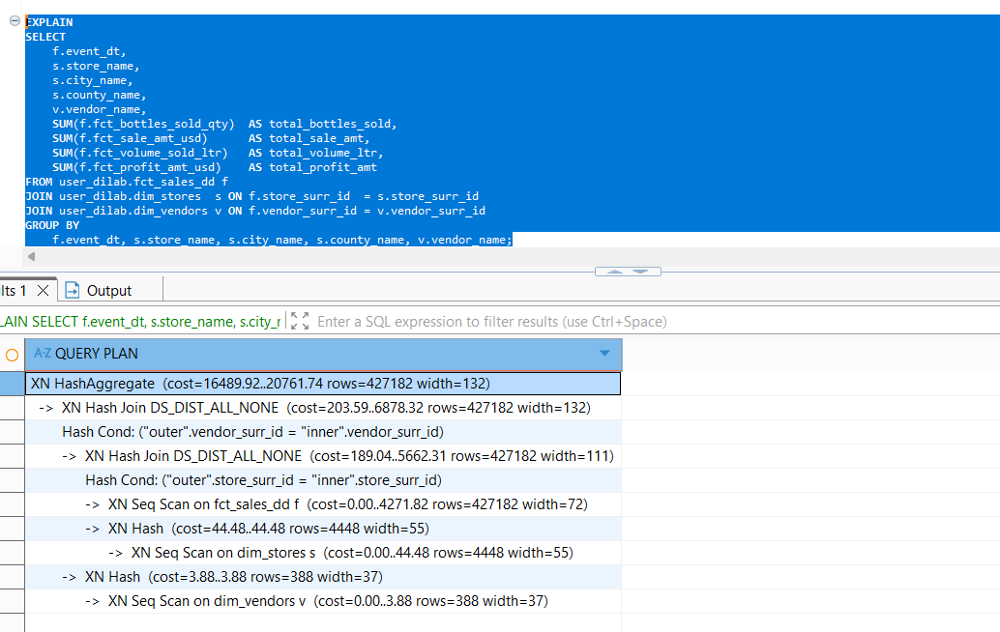 EXPLAIN
SELECT
f.event_dt,
s.store_name,
s.city_name,
s.county_name,
v.vendor_name,
SUM(f.fct_bottles_sold_qty) AS total_bottles_sold,
SUM(f.fct_sale_amt_usd) AS total_sale_amt,
SUM(f.fct_volume_sold_ltr) AS total_volume_ltr,
SUM(f.fct_profit_amt_usd) AS total_profit_amt
FROM user_dilab.fct_sales_dd f
JOIN user_dilab.dim_stores s ON f.store_surr_id = s.store_surr_id
JOIN user_dilab.dim_vendors v ON f.vendor_surr_id = v.vendor_surr_id
GROUP BY
f.event_dt, s.store_name, s.city_name, s.county_name, v.vendor_name;
lts 1 Output
LAIN SELECT f.event_dt, s.store_name, s.city_n Enter a SQL expression to filter results (use Ctrl+Space)
A-Z QUERY PLAN
XN HashAggregate (cost=16489.92..20761.74 rows=427182 width=132)
-> XN Hash Join DS_DIST_ALL_NONE (cost=203.59..6878.32 rows=427182 width=132)
Hash Cond: ("outer".vendor_surr_id = "inner".vendor_surr_id)
-> XN Hash Join DS_DIST_ALL_NONE (cost=189.04..5662.31 rows=427182 width=111)
Hash Cond: ("outer".store_surr_id = "inner".store_surr_id)
-> XN Seq Scan on fct_sales_dd f (cost=0.00..4271.82 rows=427182 width=72)
-> XN Hash (cost=44.48..44.48 rows=4448 width=55)
-> XN Seq Scan on dim_stores s (cost=0.00..44.48 rows=4448 width=55)
-> XN Hash (cost=3.88..3.88 rows=388 width=37)
-> XN Seq Scan on dim_vendors v (cost=0.00..3.88 rows=388 width=37)